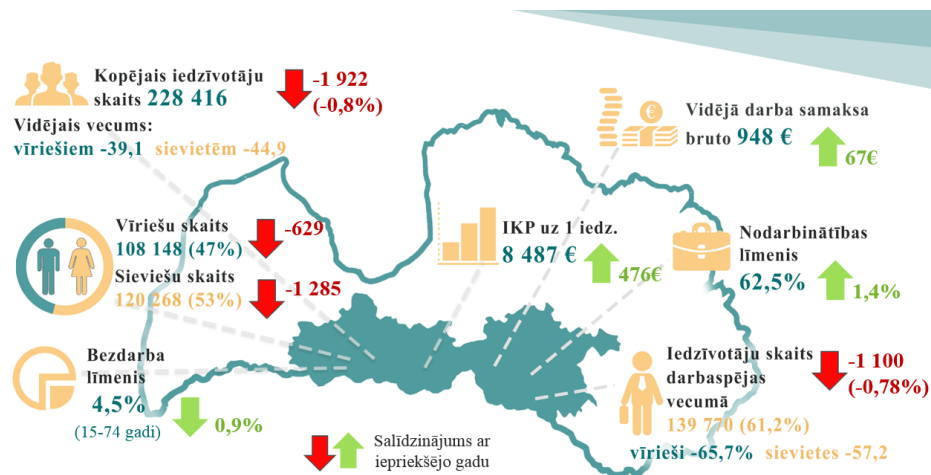 Kopējais iedzīvotāju
skaits 228 416
-1 922
(-0,8%)
Vidējais vecums:
vīriešiem -39,1 sievietēm -44,9
Vidējā darba samaksa
bruto 948 €
67€
Vīriešu skaits
108 148 (47%)
-629
Sieviešu skaits
120 268 (53%)
-1 285
IKP uz 1 iedz.
8 487 €
476€
Nodarbinātības
līmenis
62,5%
1,4%
Bezdarba
līmenis
4,5%
(15-74 gadi)
0,9%
Iedzīvotāju skaits
darbaspējas
vecumā
139 770 (61,2%)
-1 100
(-0,78%)
vīrieši -65,7% sievietes -57,2
Salīdzinājums ar
iepriekšējo gadu